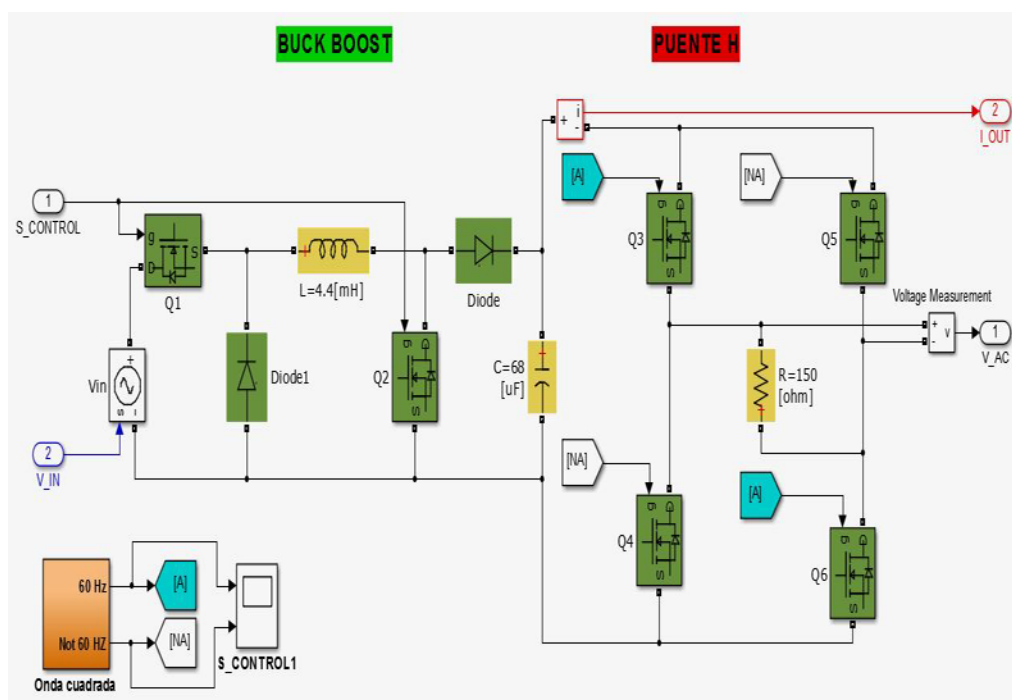 BUCK BOOST
PUENTE H
i
+
-
2
I_OUT
[A]
[NA]
1
S_CONTROL
g
S
D
Q1
L=4.4[mH]
Diode
Q3
g
D
S
Q5
g
D
S
Voltage Measurement
+
-
v
1
V_AC
Vin
+
s
-
Diode1
Q2
g
D
S
C=68
[uF]
R=150
[ohm]
2
V_IN
[NA]
[A]
Q4
g
D
S
Q6
g
D
S
60 Hz
[A]
Not 60 HZ
[NA]
S_CONTROL1
Onda cuadrada